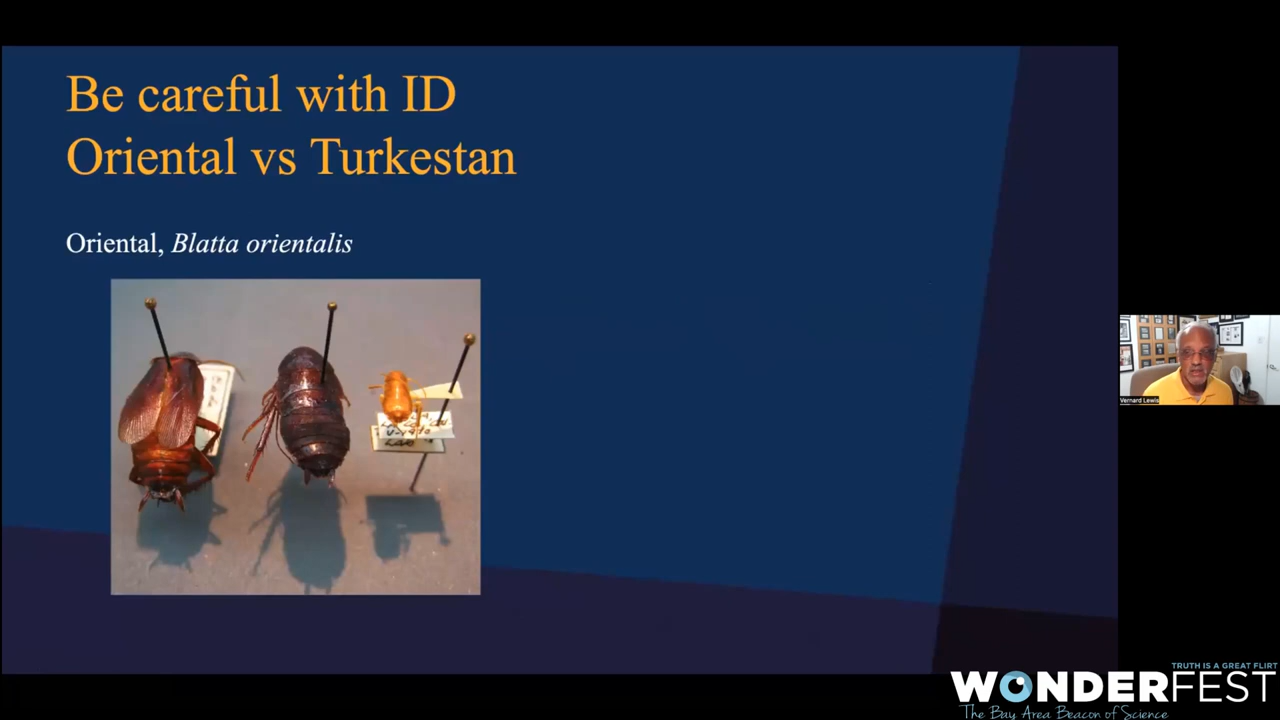 Be careful with ID
Oriental vs Turkestan
Oriental, Blatta orientalis
Vernard Lewis
TRUTH IS A GREAT FLIRT
WONDERFEST
The Bay Area Beacon of Science